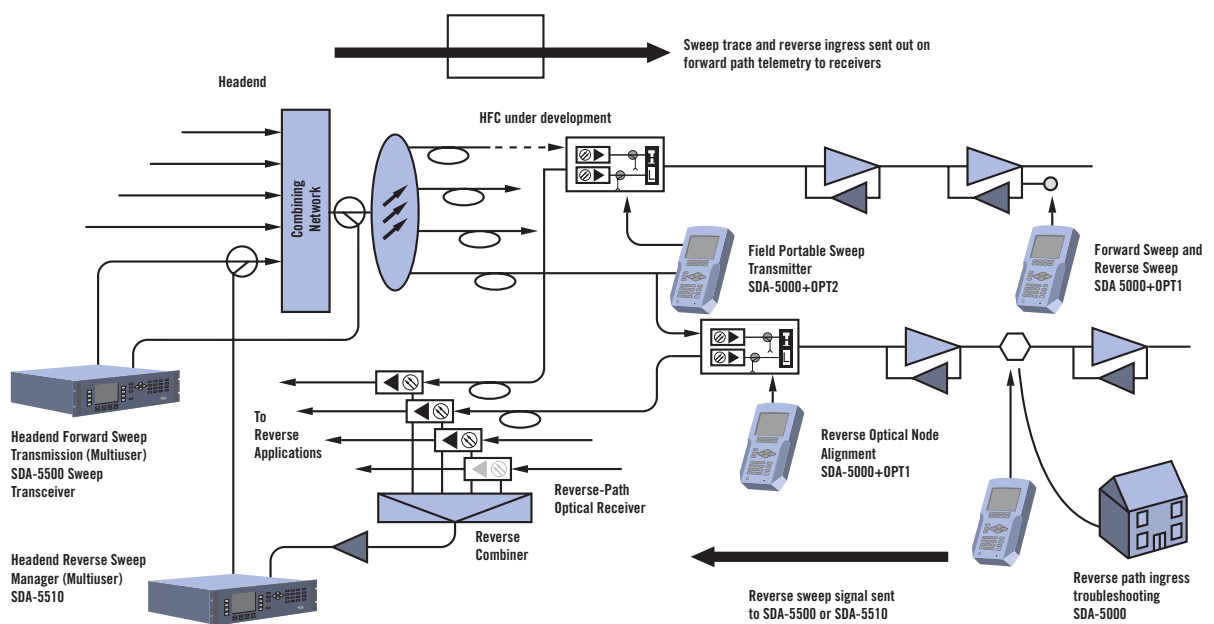 Sweep trace and reverse ingress sent out on
forward path telemetry to receivers
Headend
HFC under development
Combining
Network
H
L
Field Portable Sweep
Transmitter
SDA-5000+OPT2
Forward Sweep and
Reverse Sweep
SDA 5000+OPT1
H
L
To
Reverse
Applications
Headend Forward Sweep
Transmission (Multiuser)
SDA-5500 Sweep
Transceiver
Reverse Optical Node
Alignment
SDA-5000+OPT1
Reverse-Path
Optical Receiver
Reverse
Combiner
Headend Reverse Sweep
Manager (Multiuser)
SDA-5510
Reverse sweep signal sent
to SDA-5500 or SDA-5510
Reverse path ingress
troubleshooting
SDA-5000